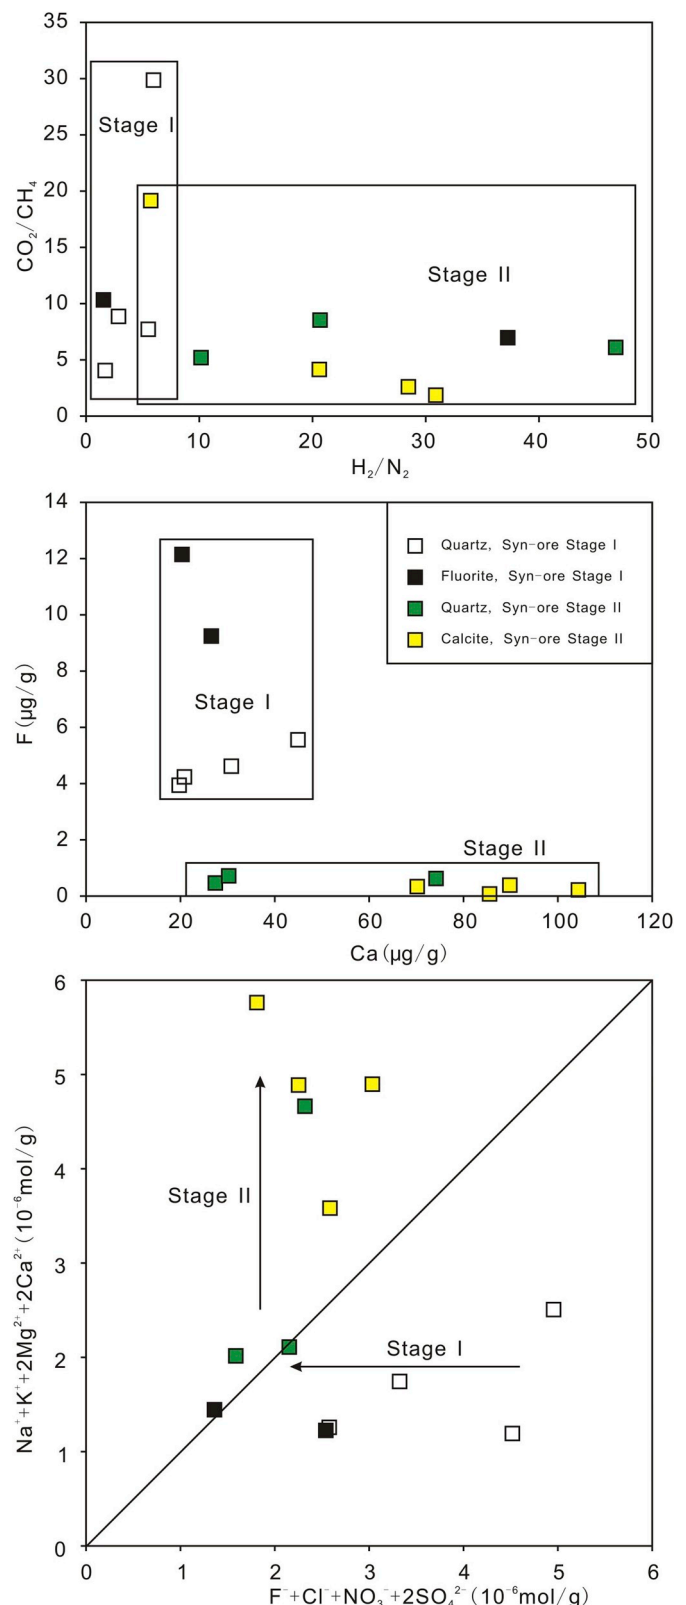 35
30
25
20
15
10
5
0
CO₂/CH₄
Stage I
Stage II
0 10 20 30 40 50
H₂/N₂
14
12
10
8
6
4
2
0
F(µg/g)
Quartz, Syn-ore Stage I
Fluorite, Syn-ore Stage I
Quartz, Syn-ore Stage II
Calcite, Syn-ore Stage II
Stage I
Stage II
0 20 40 60 80 100 120
Ca(µg/g)
6
5
4
3
2
1
0
Na⁺+K⁺+2Mg²⁺+2Ca²⁺(10⁻⁶mol/g)
Stage II
Stage I
0 1 2 3 4 5 6
F⁻+Cl⁻+NO₃⁻+2SO₄²⁻(10⁻⁶mol/g)